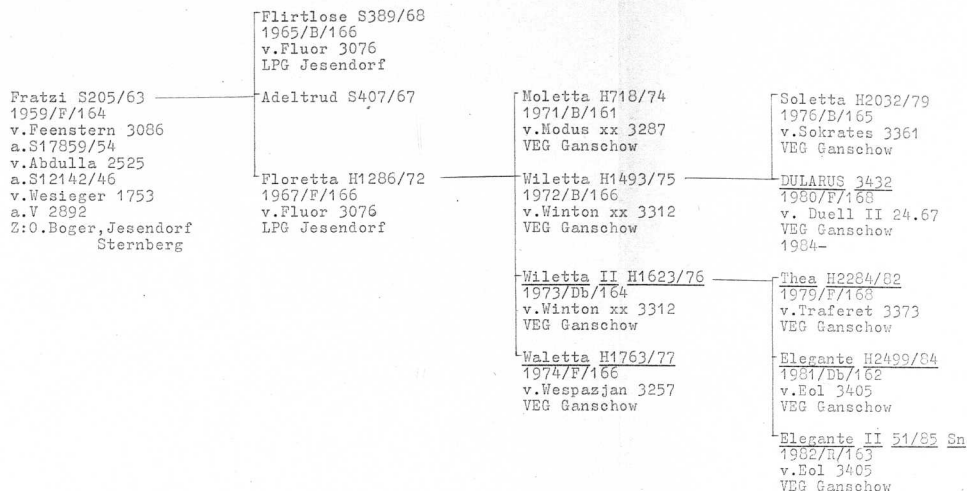 Flirtlose S389/68
1965/B/166
v.Fluor 3076
LPG Jesendorf
Fratzi S205/63
1959/F/164
v.Feenstern 3086
a.S17859/54
v.Abdulla 2525
a.S12142/46
v.Wesieger 1753
a.V 2892
Z:O.Boger,Jesendorf
Sternberg
Adeltrud S407/67
Floretta H1286/72
1967/F/166
v.Fluor 3076
LPG Jesendorf
Moletta H718/74
1971/B/161
v.Modus xx 3287
VEG Ganschow
Wiletta H1493/75
1972/B/166
v.Winton xx 3312
VEG Ganschow
Wiletta II H1623/76
1973/Db/164
v.Winton xx 3312
VEG Ganschow
Waletta H1763/77
1974/F/166
v.Wespazjan 3257
VEG Ganschow
Soletta H2032/79
1976/B/165
v.Sokrates 3361
VEG Ganschow
DULARUS 3432
1980/F/168
v. Duell II 24.67
VEG Ganschow
1984-
Thea H2284/82
1979/F/168
v.Traferet 3373
VEG Ganschow
Elegante H2499/84
1981/Db/162
v.Eol 3405
VEG Ganschow
Elegante II 51/85 Sn
1982/R/163
v.Eol 3405
VEG Ganschow